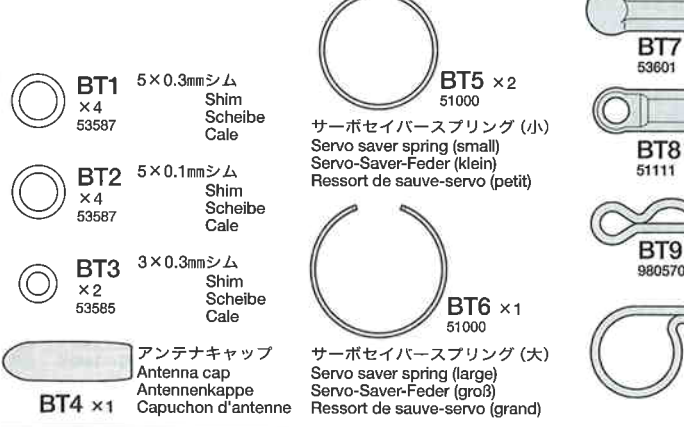 BT1
×4
53587
5×0.3mmシム
Shim
Scheibe
Cale
BT2
×4
53587
5×0.1mmシム
Shim
Scheibe
Cale
BT3
×2
53585
3×0.3mmシム
Shim
Scheibe
Cale
BT4 ×1
アンテナキャップ
Antenna cap
Antennenkappe
Capuchon d'antenne
BT5 ×2
51000
サーボセイバースプリング（小）
Servo saver spring (small)
Servo-Saver-Feder (klein)
Ressort de sauve-servo (petit)
BT6 ×1
51000
サーボセイバースプリング（大）
Servo saver spring (large)
Servo-Saver-Feder (groß)
Ressort de sauve-servo (grand)
BT7
53601
BT8
51111
BT9
980570